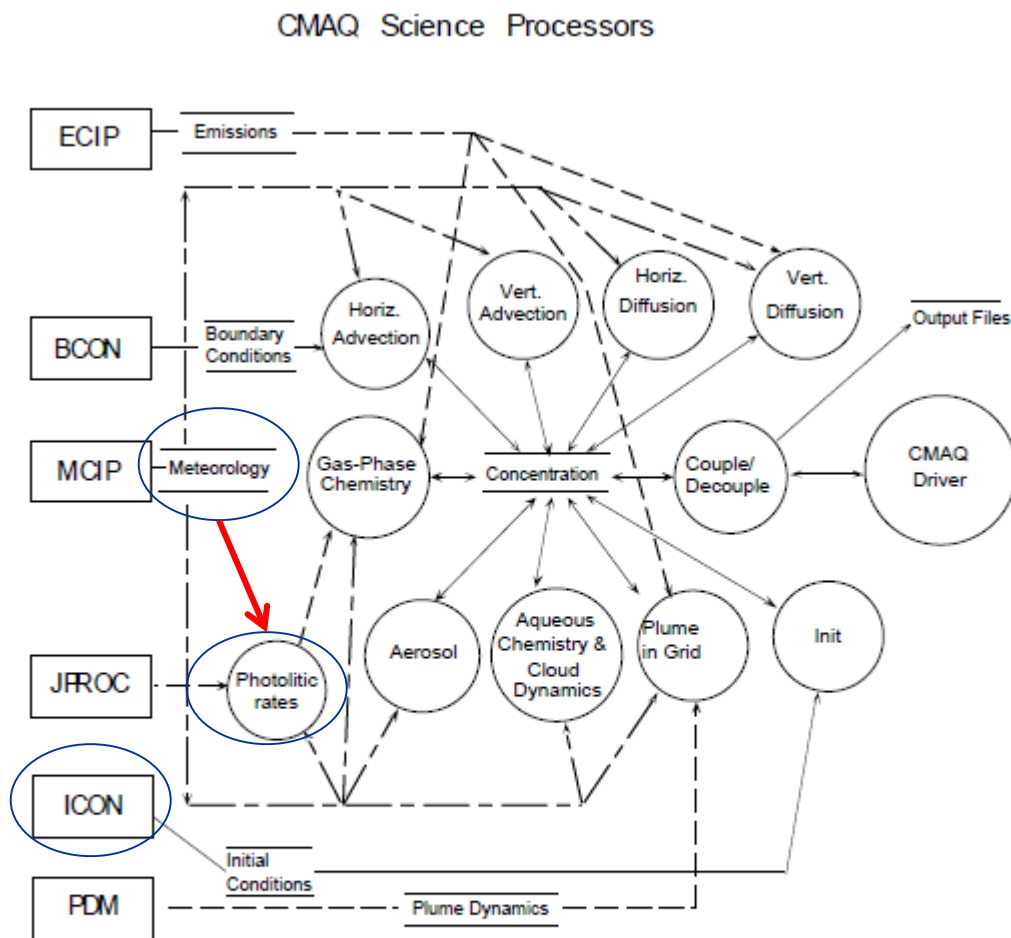 CMAQ Science Processors
ECIP
Emissions
Horiz.
Advection
Vert.
Advection
Horiz.
Diffusion
Vert.
Diffusion
Output Files
BCON
Boundary
Conditions
MCIP
Meteorology
Gas-Phase
Chemistry
Concentration
Couple/
Decouple
CMAQ
Driver
JPROC
Photolitic
rates
Aerosol
Aqueous
Chemistry &
Cloud
Dynamics
Plume
in Grid
Init
ICON
Initial
Conditions
PDM
Plume Dynamics